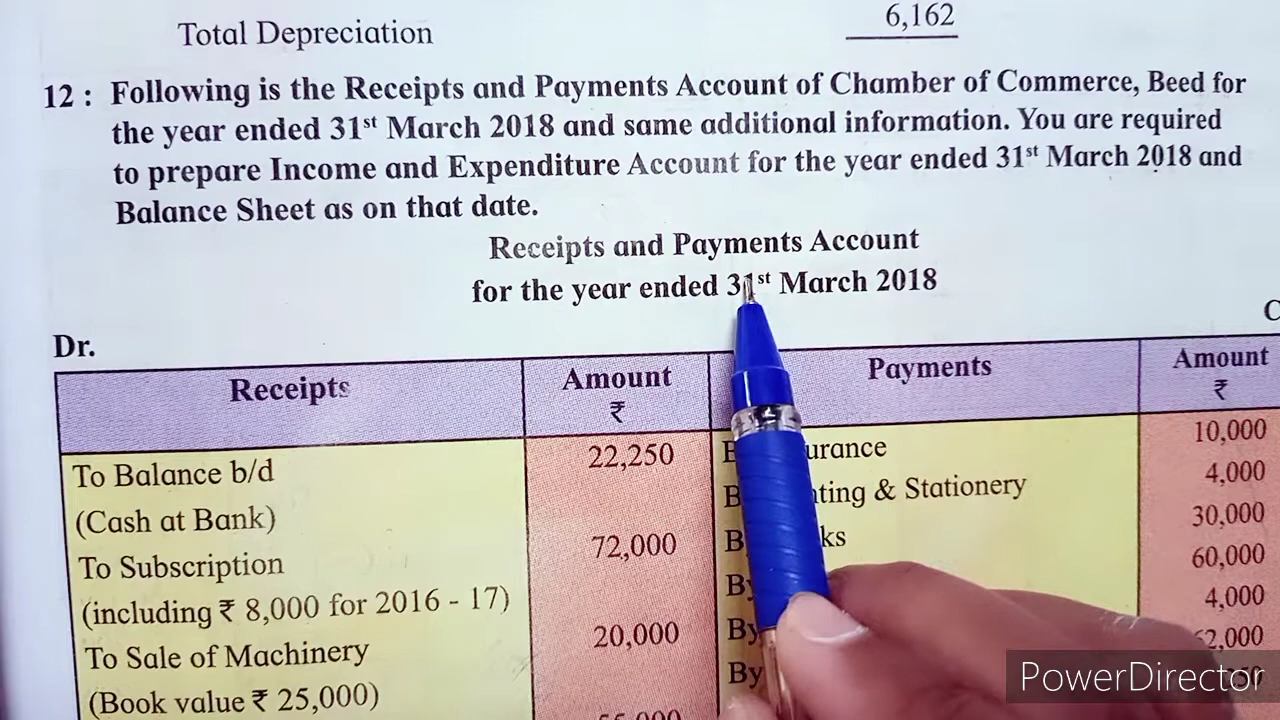 Total Depreciation 6,162
12 : Following is the Receipts and Payments Account of Chamber of Commerce, Beed for
the year ended 31st March 2018 and same additional information. You are required
to prepare Income and Expenditure Account for the year ended 31st March 2018 and
Balance Sheet as on that date.
Receipts and Payments Account
for the year ended 31st March 2018
Dr.
Receipts Amount ₹ Payments Amount ₹
To Balance b/d 22,250
(Cash at Bank)
To Subscription 72,000
(including ₹ 8,000 for 2016 - 17)
To Sale of Machinery 20,000
(Book value ₹ 25,000)
10,000
& Stationery 4,000
30,000
60,000
By 4,000
By
PowerDirector